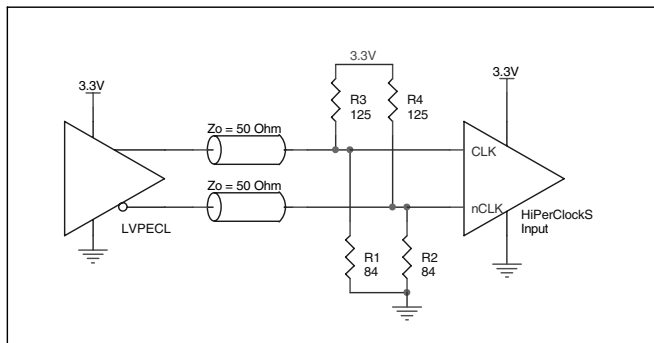 3.3V
3.3V
3.3V
R3
125
R4
125
Zo = 50 Ohm
CLK
Zo = 50 Ohm
nCLK
HiPerClockS
Input
LVPECL
R1
84
R2
84